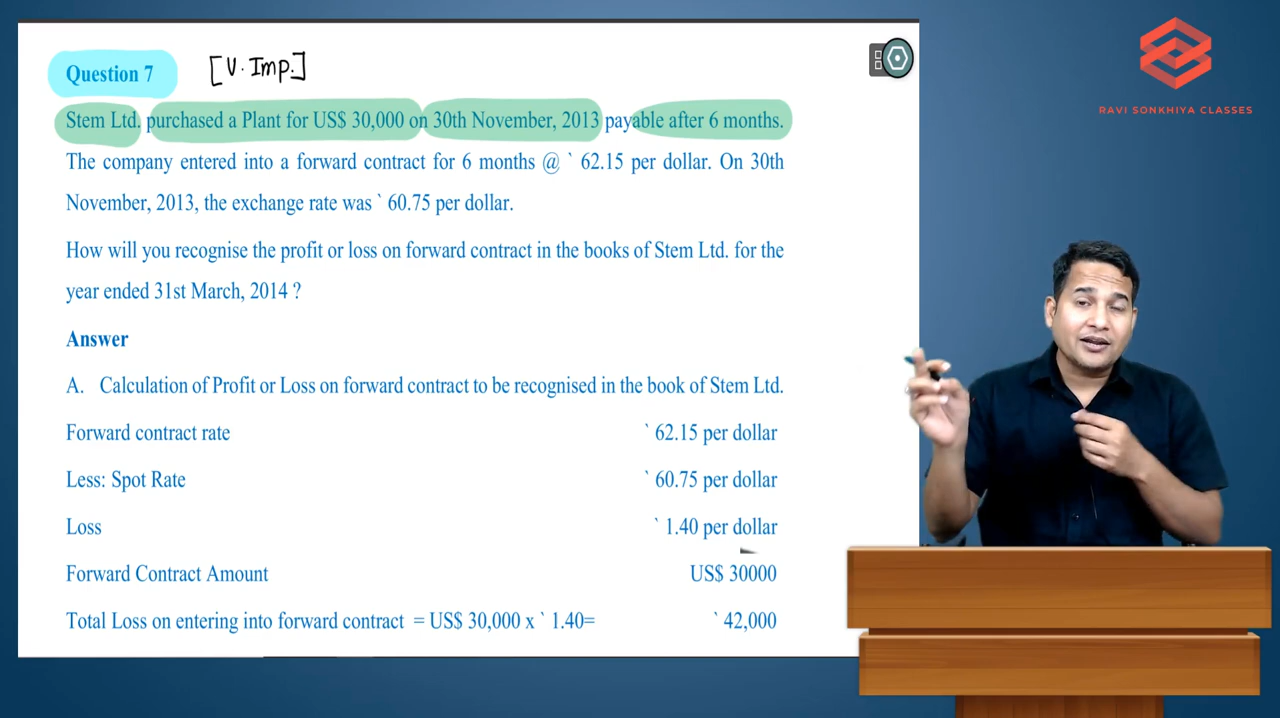 Question 7
[V. Imp.]
RAVI SONKHIYA CLASSES
Stem Ltd. purchased a Plant for US$ 30,000 on 30th November, 2013 payable after 6 months.
The company entered into a forward contract for 6 months @ ` 62.15 per dollar. On 30th
November, 2013, the exchange rate was ` 60.75 per dollar.
How will you recognise the profit or loss on forward contract in the books of Stem Ltd. for the
year ended 31st March, 2014 ?
Answer
A. Calculation of Profit or Loss on forward contract to be recognised in the book of Stem Ltd.
Forward contract rate ` 62.15 per dollar
Less: Spot Rate ` 60.75 per dollar
Loss ` 1.40 per dollar
Forward Contract Amount US$ 30000
Total Loss on entering into forward contract = US$ 30,000 x ` 1.40= ` 42,000